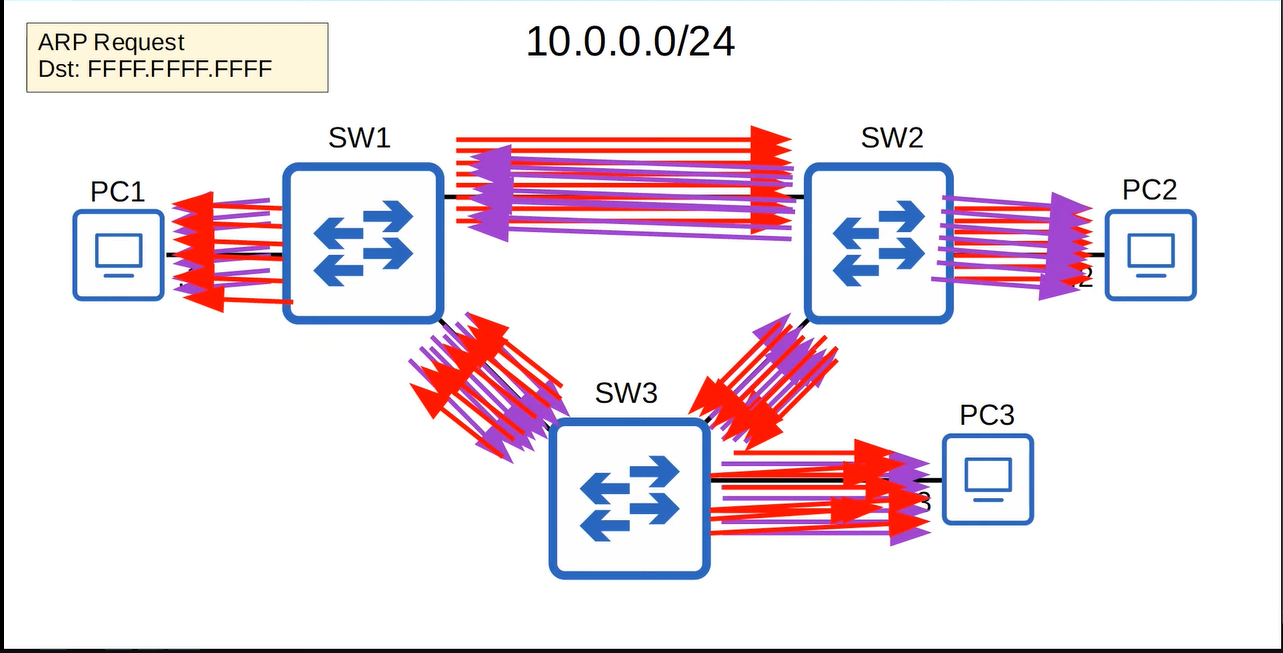 ARP Request
Dst: FFFF.FFFF.FFFF
10.0.0.0/24
SW1
SW2
PC1
PC2
SW3
PC3